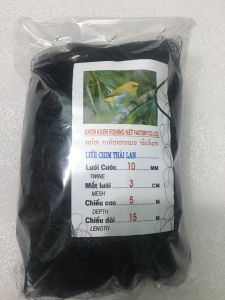 KHON KAEN FISHING NET FACTORY CO.,LTD.
LƯỚI CHIM THÁI LAN
Lưới Cước 10 MM
TWINE
Mắt lưới 3 CM
MESH
Chiều cao 5 M
DEPTH
Chiều dài 15 M
LENGTH